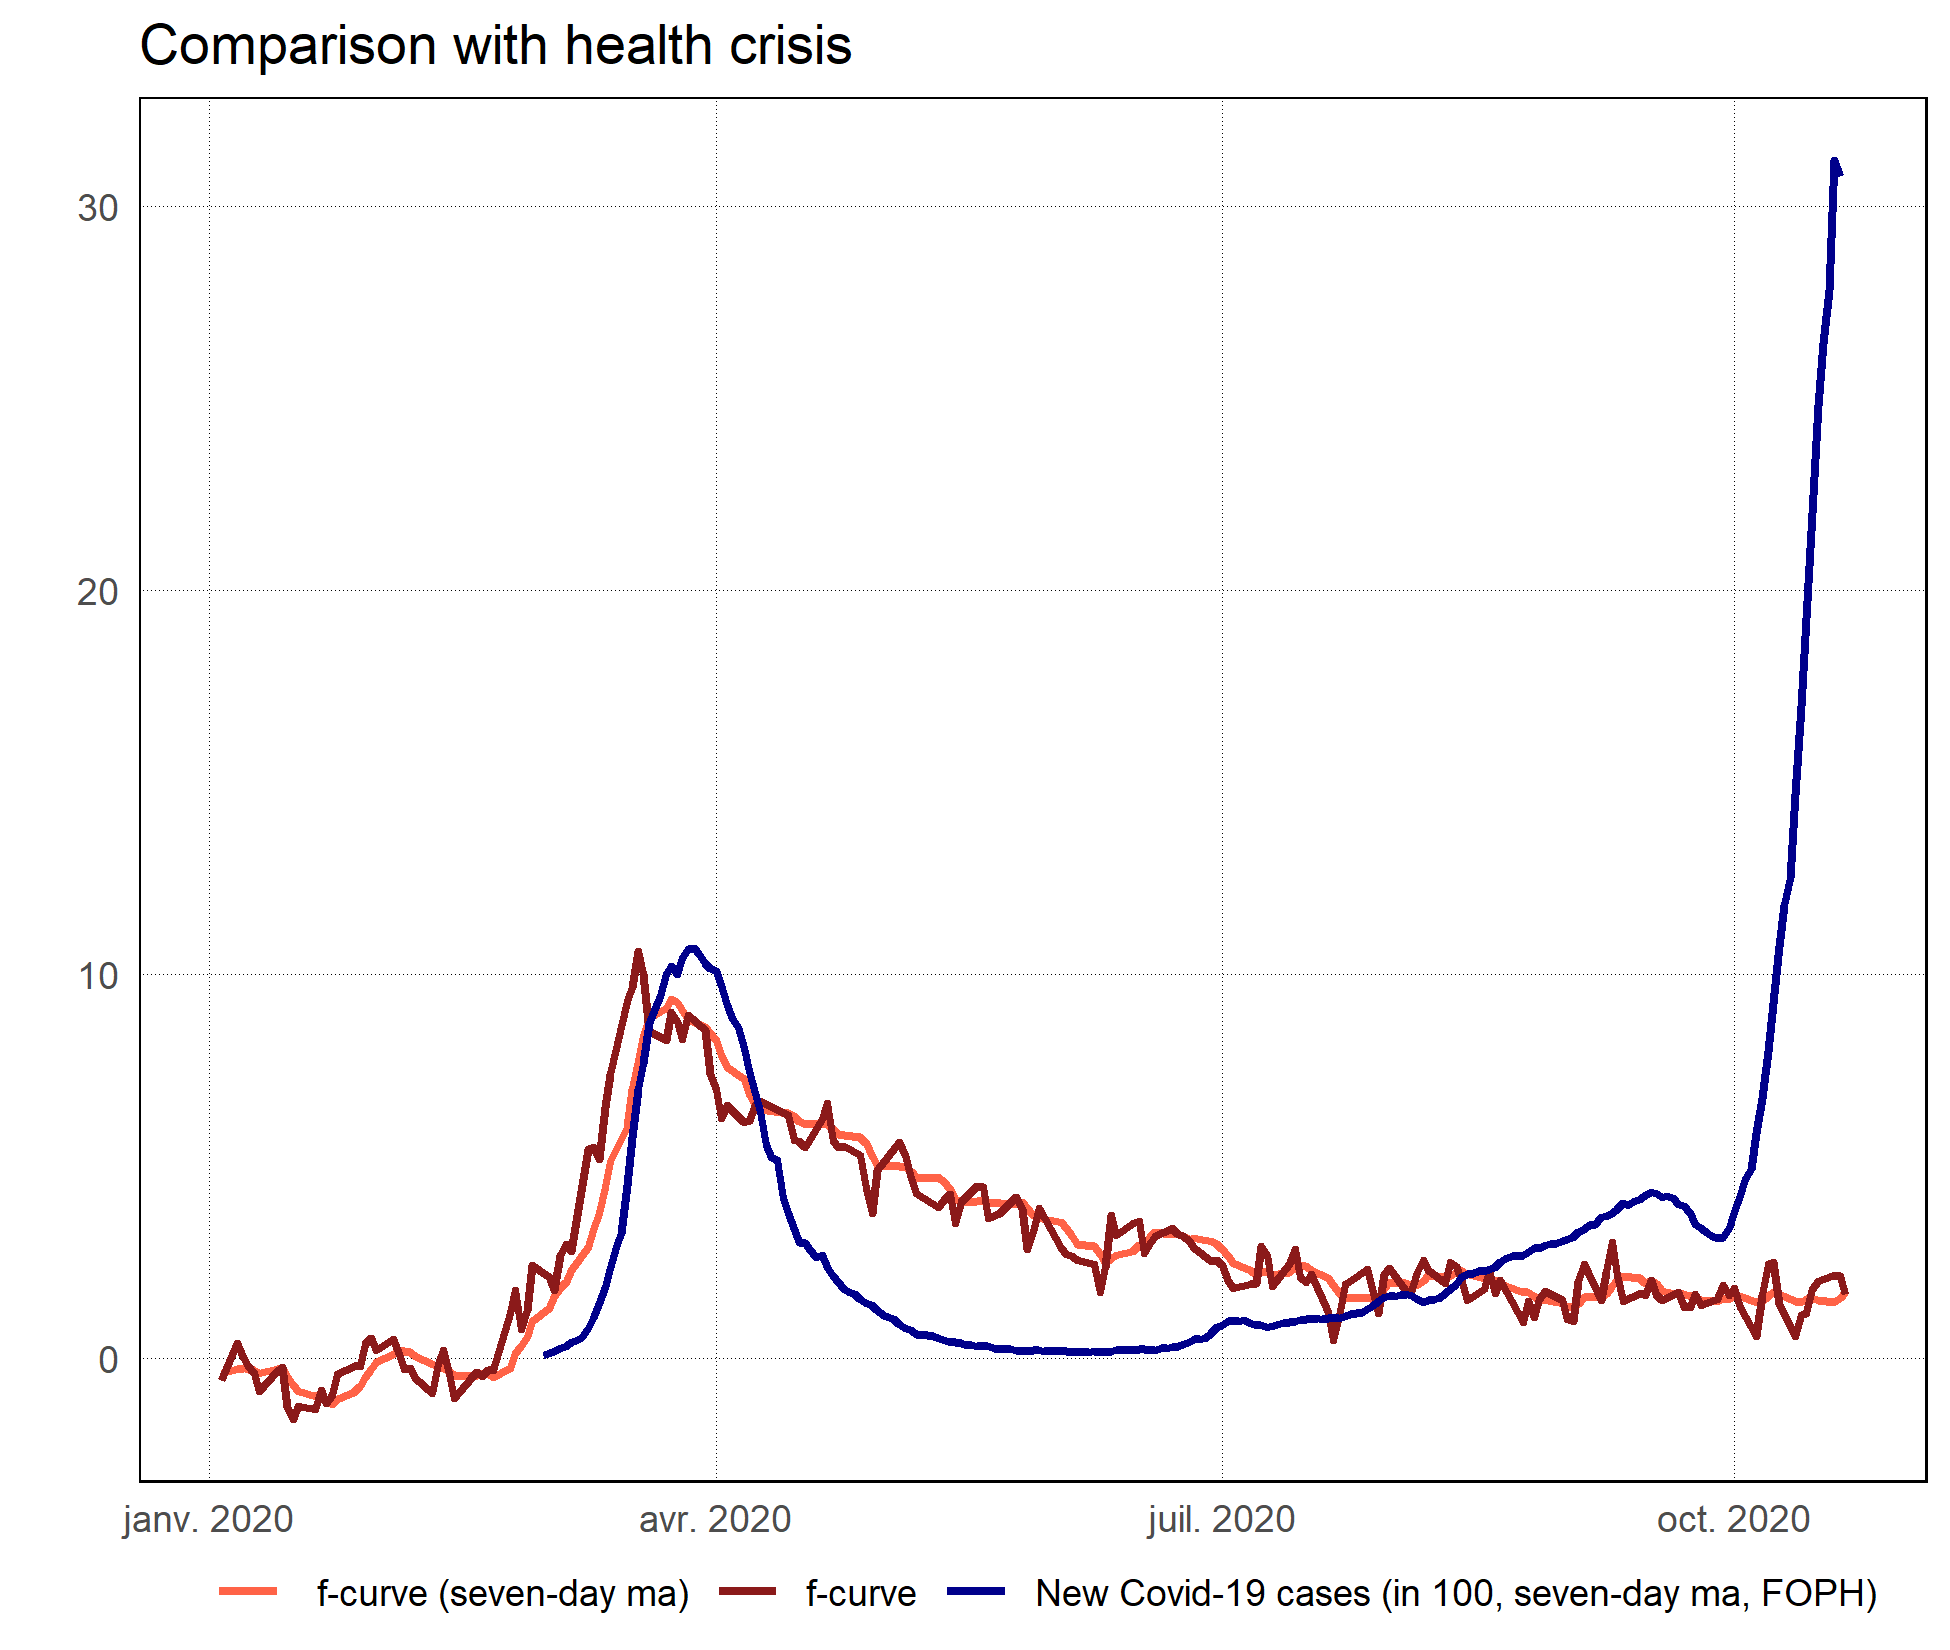 Comparison with health crisis
30
20
10
0
janv. 2020 avr. 2020 juil. 2020 oct. 2020
f-curve (seven-day ma) f-curve New Covid-19 cases (in 100, seven-day ma, FOPH)